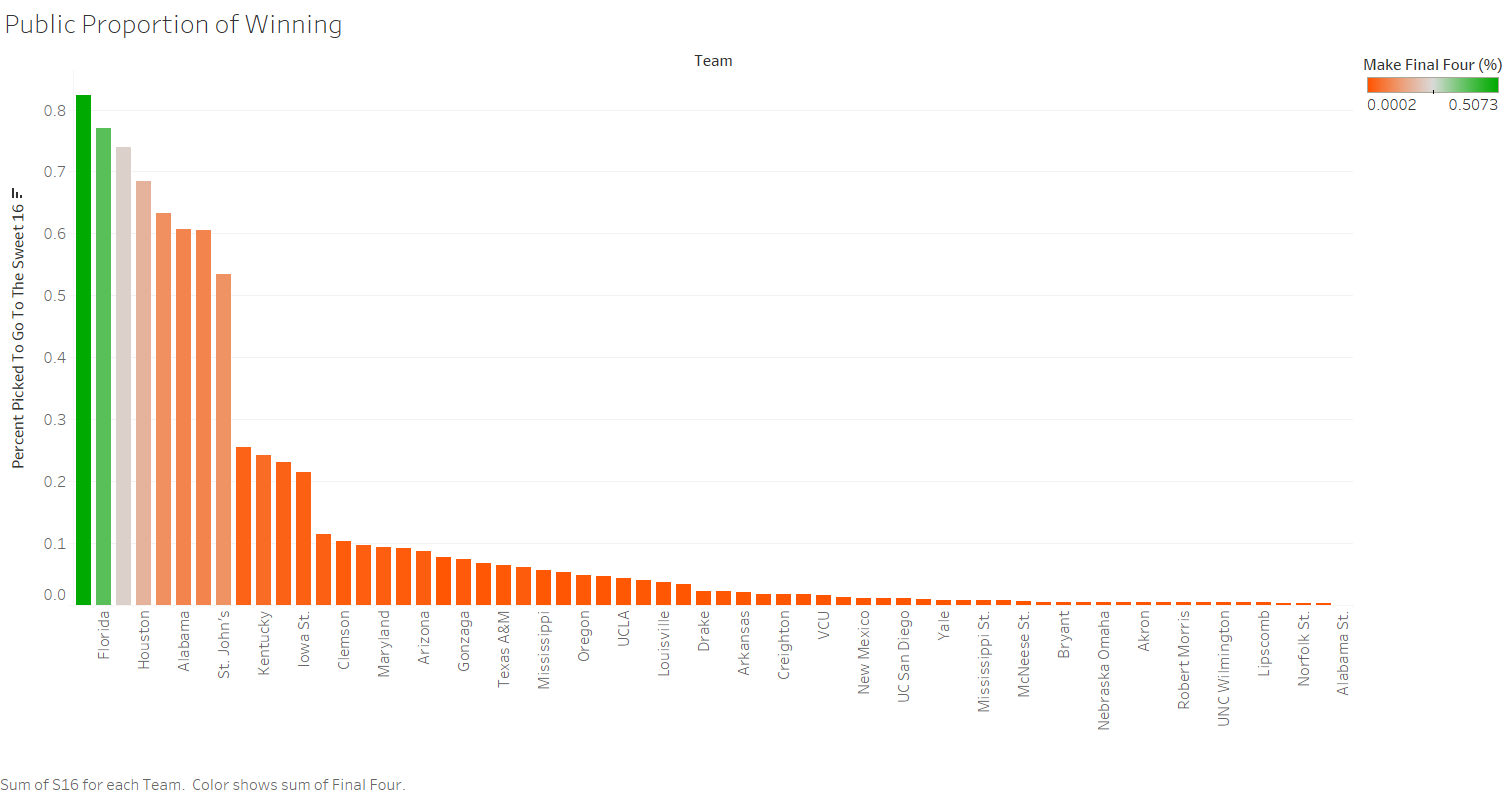 Public Proportion of Winning
Team
Make Final Four (%)
0.0002 0.5073
Percent Picked To Go To The Sweet 16
0.8
0.7
0.6
0.5
0.4
0.3
0.2
0.1
0.0
Florida
Houston
Alabama
St. John's
Kentucky
Iowa St.
Clemson
Maryland
Arizona
Gonzaga
Texas A&M
Mississippi
Oregon
UCLA
Louisville
Drake
Arkansas
Creighton
VCU
New Mexico
UC San Diego
Yale
Mississippi St.
McNeese St.
Bryant
Nebraska Omaha
Akron
Robert Morris
UNC Wilmington
Lipscomb
Norfolk St.
Alabama St.
Sum of S16 for each Team. Color shows sum of Final Four.